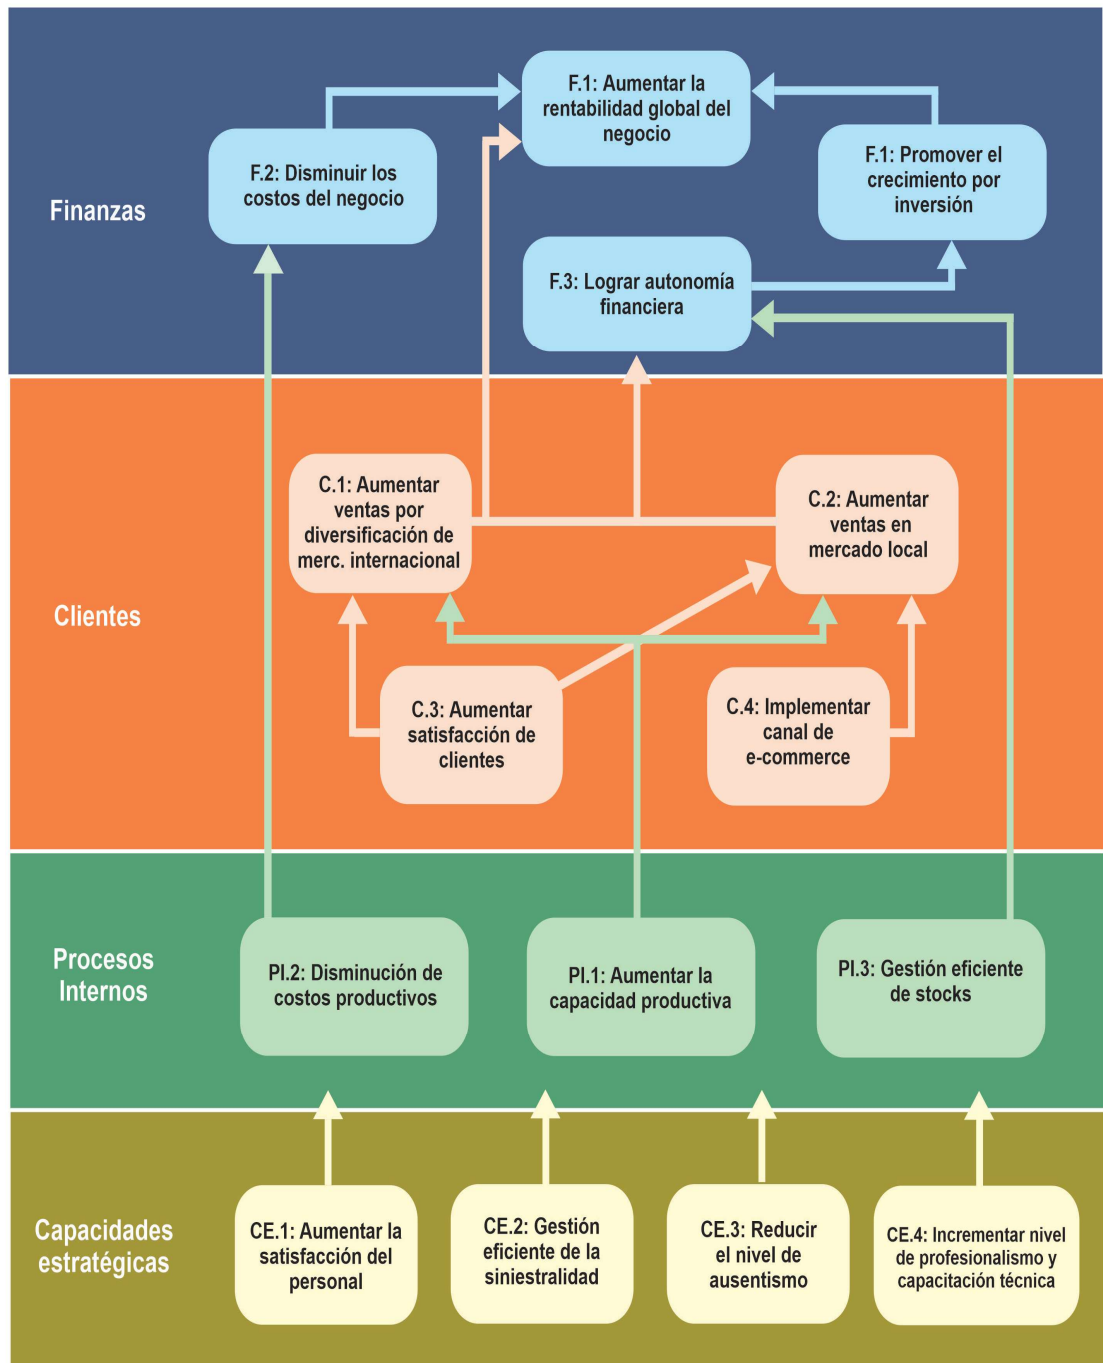 Finanzas
F.1: Aumentar la
rentabilidad global del
negocio
F.2: Disminuir los
costos del negocio
F.1: Promover el
crecimiento por
inversión
F.3: Lograr autonomía
financiera
Clientes
C.1: Aumentar
ventas por
diversificación de
merc. internacional
C.2: Aumentar
ventas en
mercado local
C.3: Aumentar
satisfacción de
clientes
C.4: Implementar
canal de
e-commerce
Procesos
Internos
PI.2: Disminución de
costos productivos
PI.1: Aumentar la
capacidad productiva
PI.3: Gestión eficiente
de stocks
Capacidades
estratégicas
CE.1: Aumentar la
satisfacción del
personal
CE.2: Gestión
eficiente de la
siniestralidad
CE.3: Reducir
el nivel de
ausentismo
CE.4: Incrementar nivel
de profesionalismo y
capacitación técnica